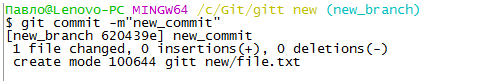 Павло@Lenovo-PC MINGW64 /c/Git/gitt new (new_branch)
$ git commit -m"new_commit"
[new_branch 620439e] new_commit
 1 file changed, 0 insertions(+), 0 deletions(-)
 create mode 100644 gitt new/file.txt